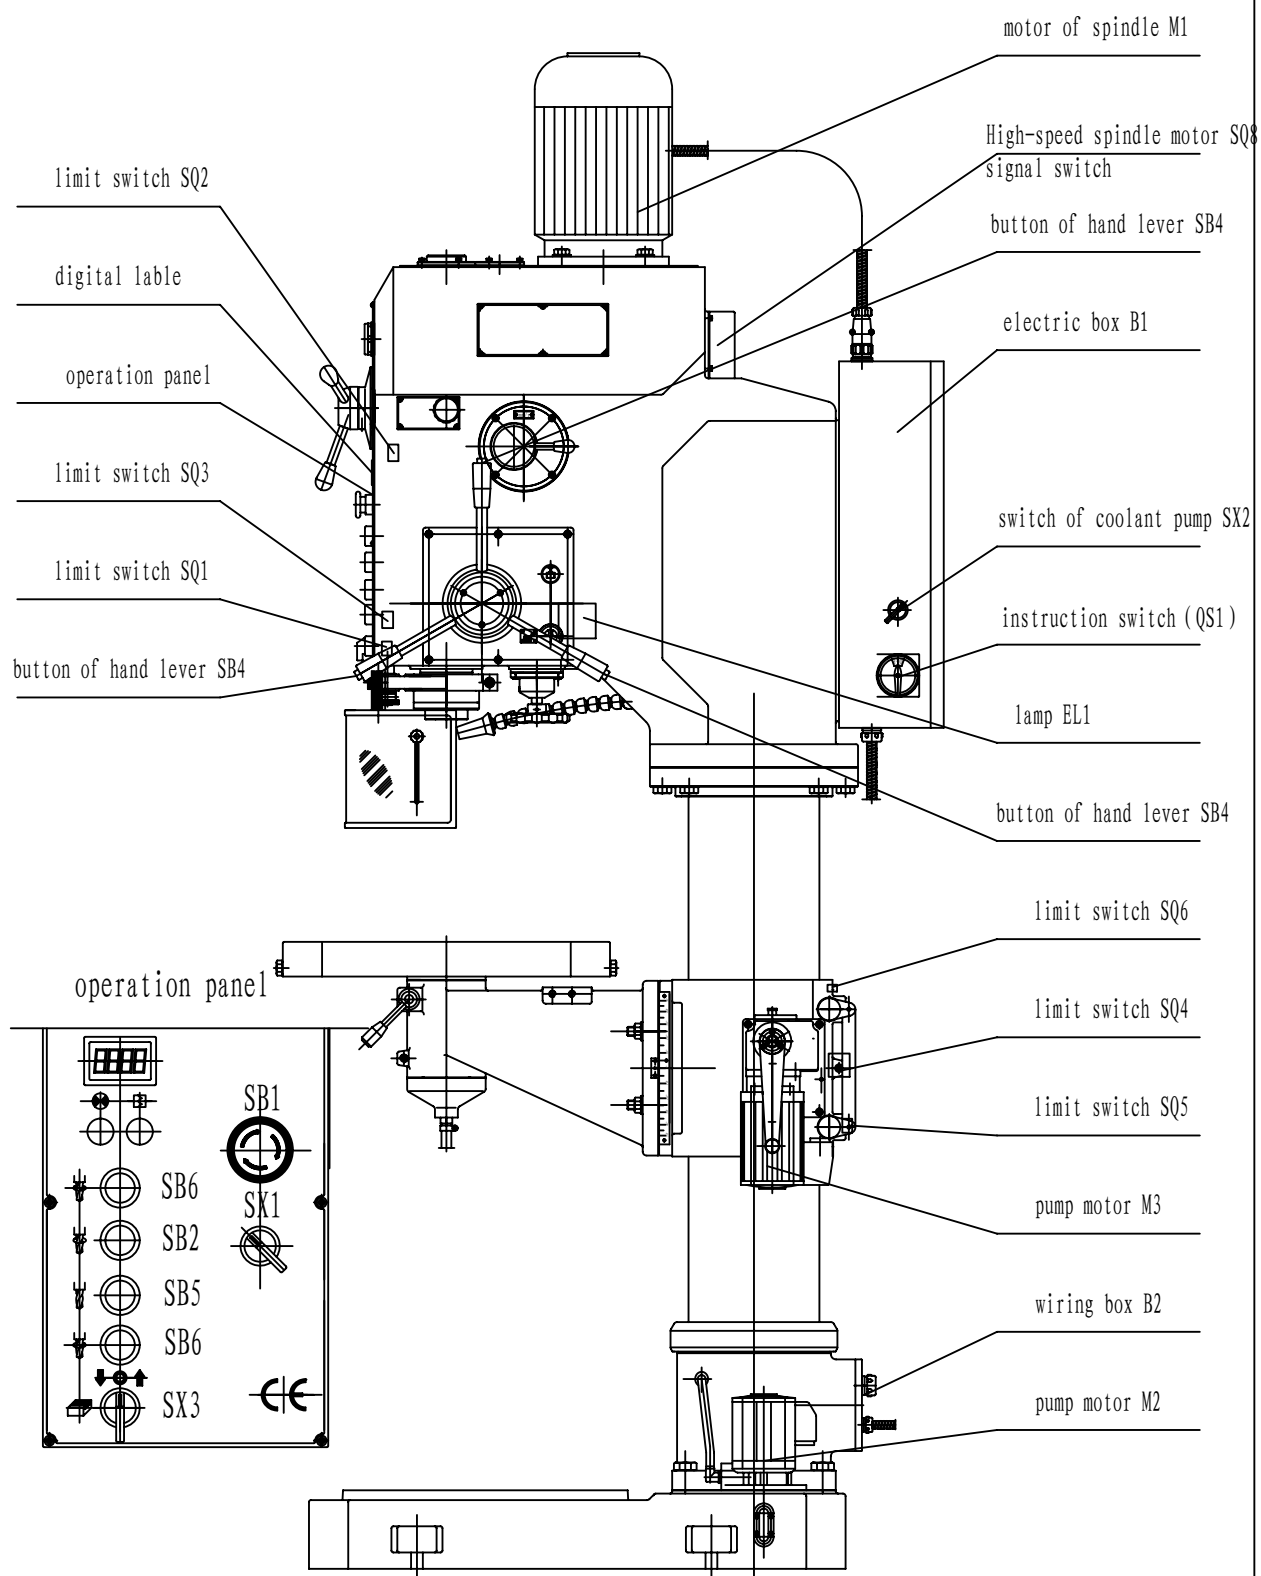 motor of spindle M1
High-speed spindle motor SQ8
signal switch
limit switch SQ2
button of hand lever SB4
digital lable
electric box B1
operation panel
limit switch SQ3
switch of coolant pump SX2
limit switch SQ1
instruction switch (QS1)
button of hand lever SB4
lamp EL1
button of hand lever SB4
limit switch SQ6
operation panel
limit switch SQ4
SB1
limit switch SQ5
SB6
SX1
pump motor M3
SB2
SB5
wiring box B2
SB6
SX3
CE
pump motor M2